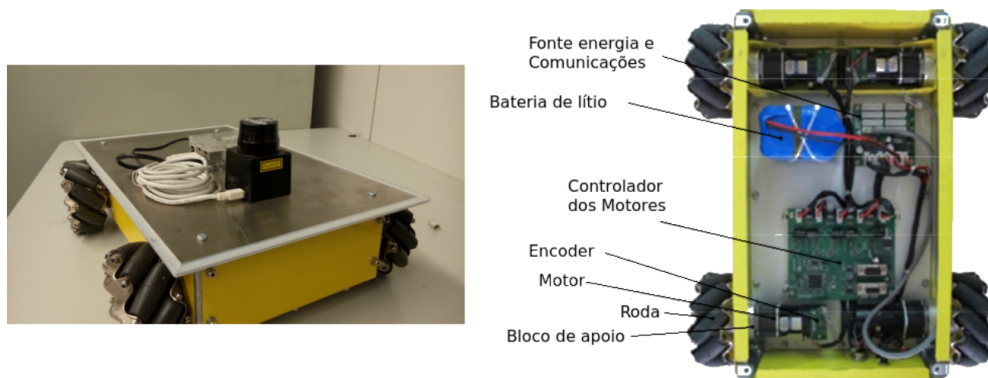 Fonte energia e
Comunicações
Bateria de lítio
Controlador
dos Motores
Encoder
Motor
Roda
Bloco de apoio